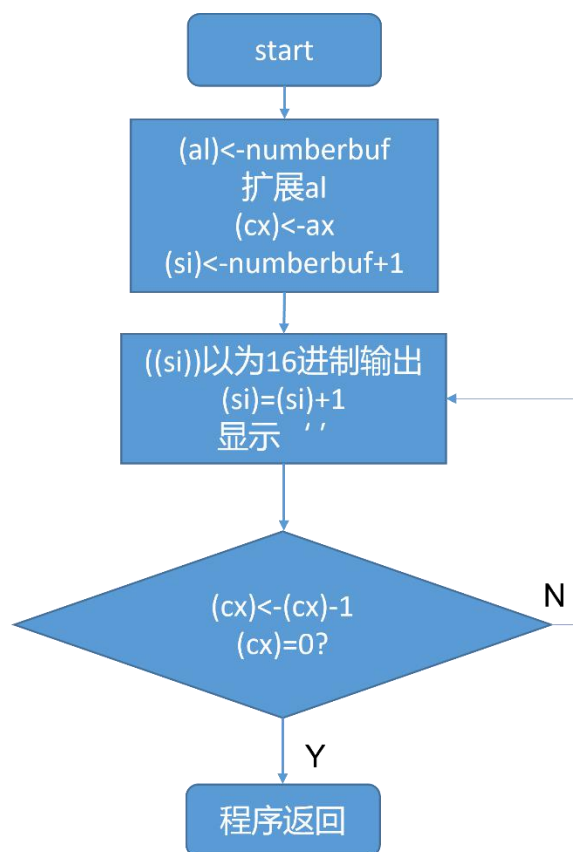 start
(al)<-numberbuf
扩展al
(cx)<-ax
(si)<-numberbuf+1
((si))以为16进制输出
(si)=(si)+1
显示 ‘ ’
(cx)<-(cx)-1
(cx)=0?
N
Y
程序返回